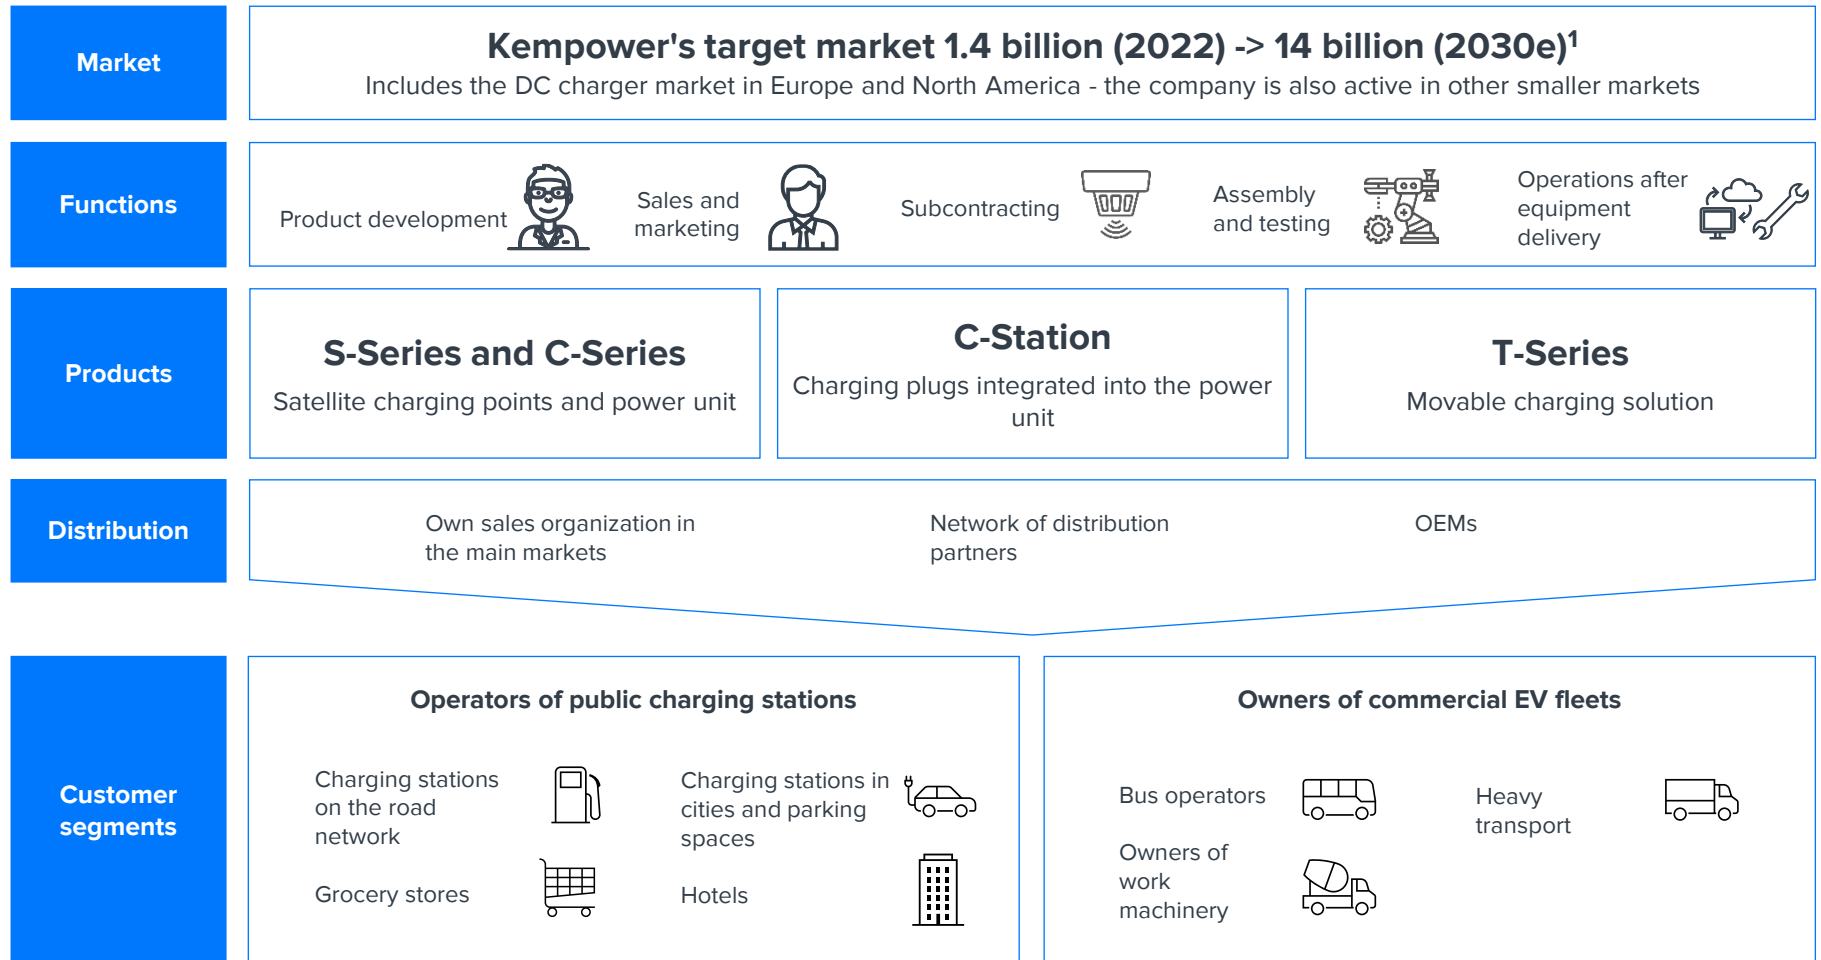 Market
Kempower's target market 1.4 billion (2022) -> 14 billion (2030e)¹
Includes the DC charger market in Europe and North America - the company is also active in other smaller markets
Functions
Product development
Sales and
marketing
Subcontracting
Assembly
and testing
Operations after
equipment
delivery
Products
S-Series and C-Series
Satellite charging points and power unit
C-Station
Charging plugs integrated into the power
unit
T-Series
Movable charging solution
Distribution
Own sales organization in
the main markets
Network of distribution
partners
OEMs
Customer
segments
Operators of public charging stations
Charging stations
on the road
network
Charging stations in
cities and parking
spaces
Grocery stores
Hotels
Owners of commercial EV fleets
Bus operators
Heavy
transport
Owners of
work
machinery